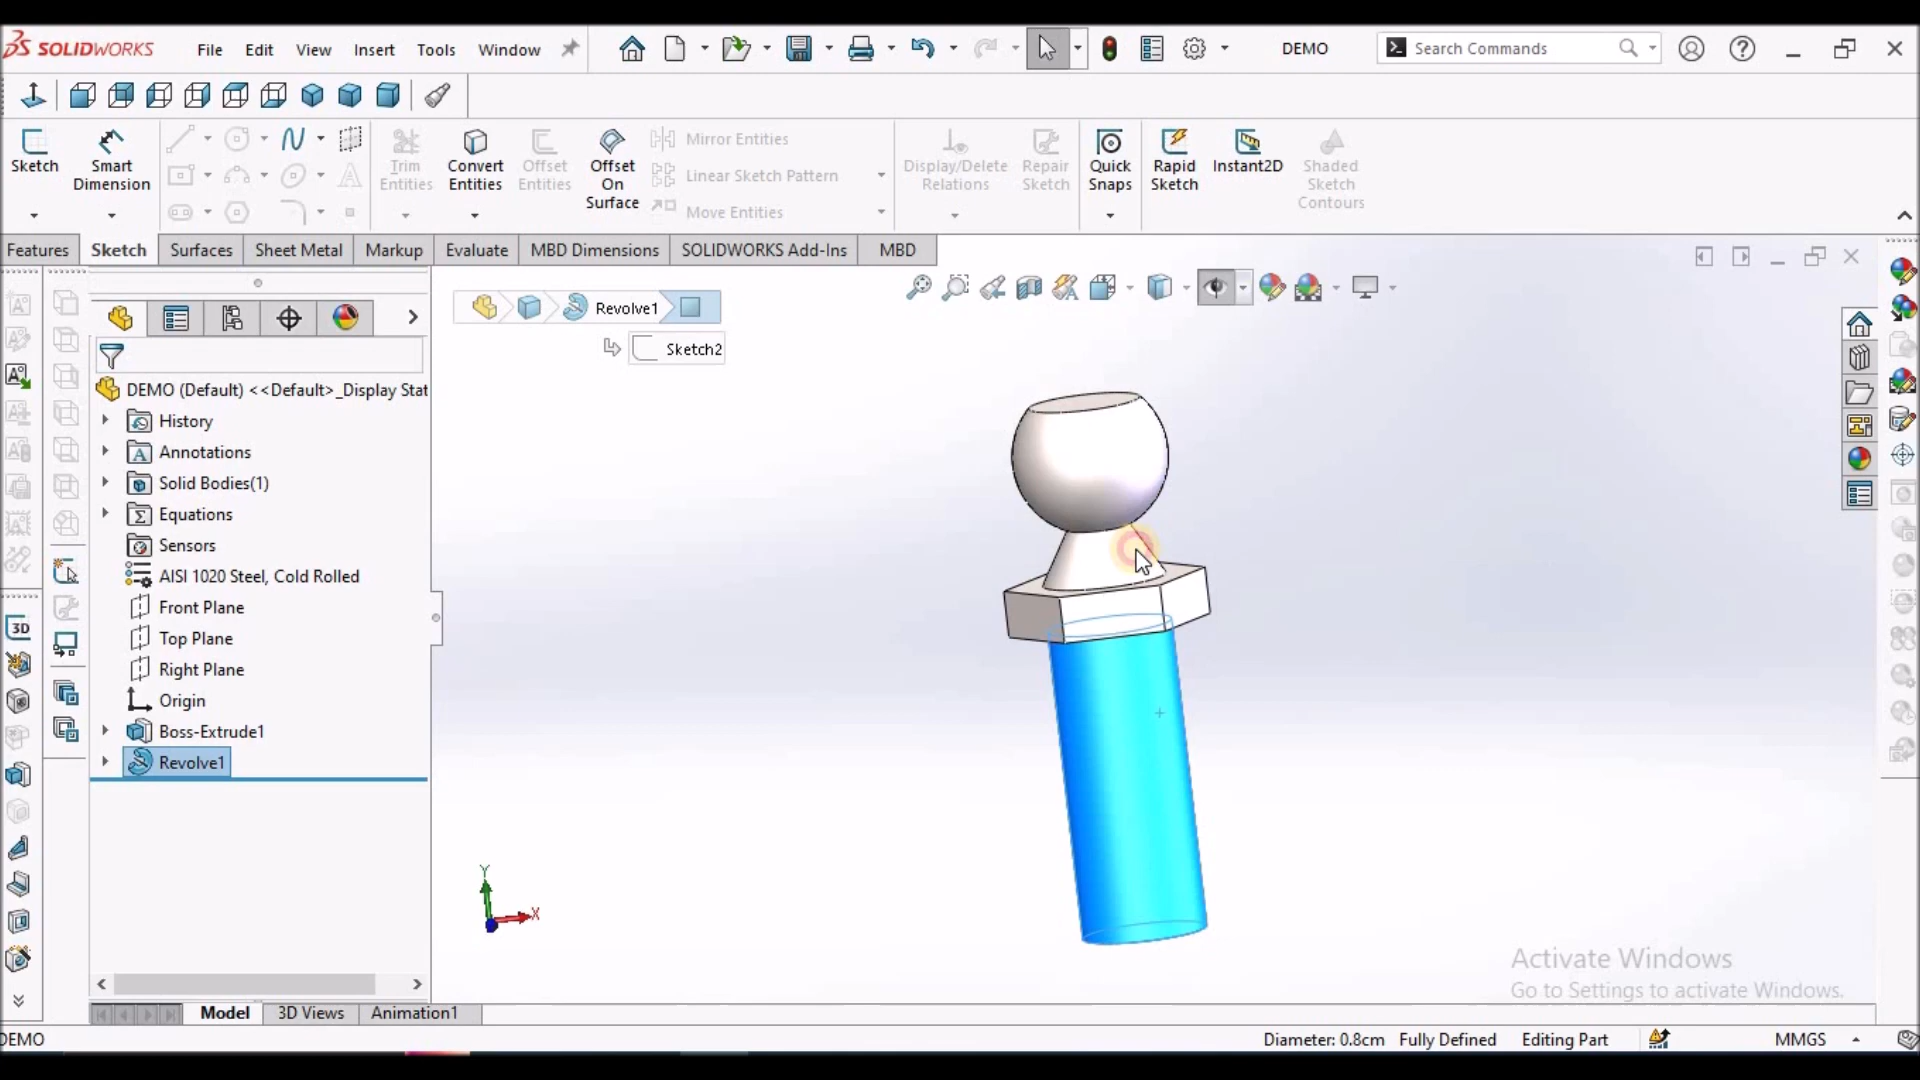 SOLIDWORKS File Edit View Insert Tools Window DEMO Search Commands
Sketch Smart Dimension Trim Entities Convert Entities Offset Entities Offset On Surface Mirror Entities Linear Sketch Pattern Move Entities Display/Delete Relations Repair Sketch Quick Snaps Rapid Sketch Instant2D Shaded Sketch Contours
Features Sketch Surfaces Sheet Metal Markup Evaluate MBD Dimensions SOLIDWORKS Add-Ins MBD
Revolve1
Sketch2
DEMO (Default) <<Default>_Display Stat
History
Annotations
Solid Bodies(1)
Equations
Sensors
AISI 1020 Steel, Cold Rolled
Front Plane
Top Plane
Right Plane
Origin
Boss-Extrude1
Revolve1
3D
Y
X
Activate Windows
Go to Settings to activate Windows.
Model 3D Views Animation1
DEMO Diameter: 0.8cm Fully Defined Editing Part MMGS